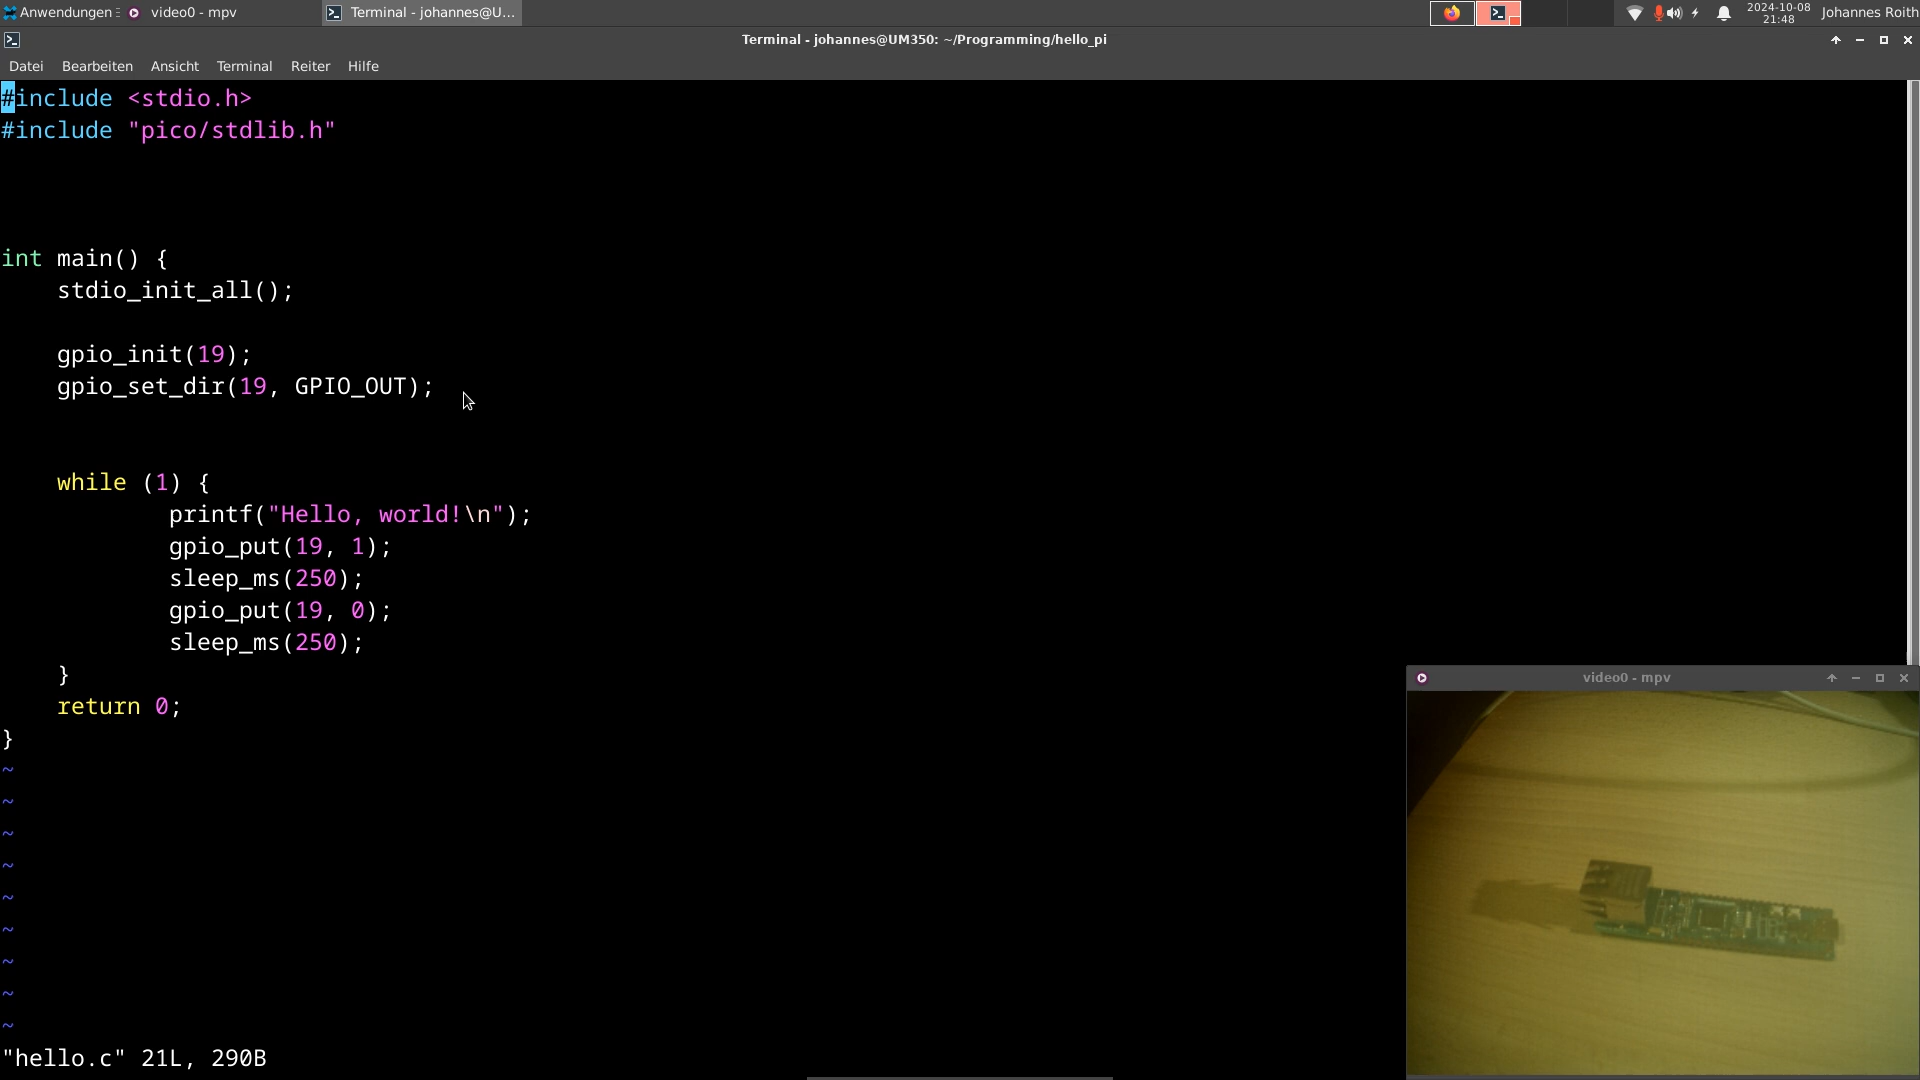 Anwendungen
video0 - mpv
Terminal - johannes@U...
2024-10-08
21:48
Johannes Roith
Terminal - johannes@UM350: ~/Programming/hello_pi
Datei Bearbeiten Ansicht Terminal Reiter Hilfe
#include <stdio.h>
#include "pico/stdlib.h"
int main() {
    stdio_init_all();
    gpio_init(19);
    gpio_set_dir(19, GPIO_OUT);
    while (1) {
            printf("Hello, world!\n");
            gpio_put(19, 1);
            sleep_ms(250);
            gpio_put(19, 0);
            sleep_ms(250);
    }
    return 0;
}
~
~
~
~
~
~
~
~
~
"hello.c" 21L, 290B
video0 - mpv